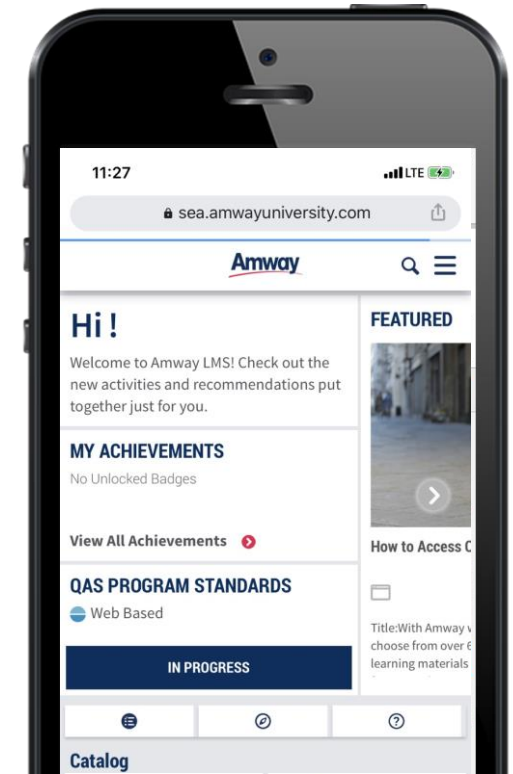 11:27
LTE
sea.amwayuniversity.com
Amway
Hi !
Welcome to Amway LMS! Check out the
new activities and recommendations put
together just for you.
MY ACHIEVEMENTS
No Unlocked Badges
View All Achievements
QAS PROGRAM STANDARDS
Web Based
IN PROGRESS
FEATURED
How to Access
Title:With Amway
choose from over
learning materials
Catalog